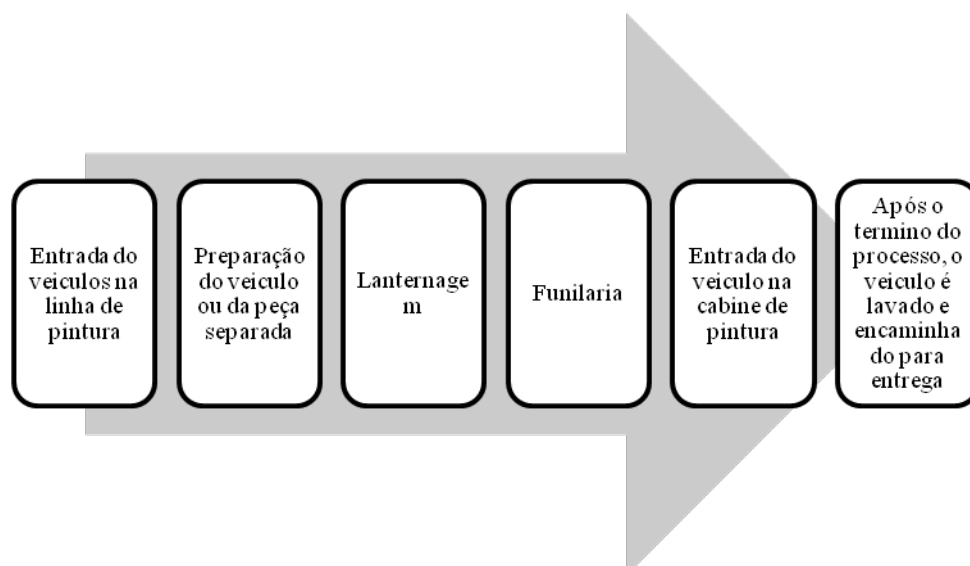 Entrada do
veiculos na
linha de
pintura
Preparação
do veiculo
ou da peça
separada
Lanternage
m
Funilaria
Entrada do
veiculo na
cabine de
pintura
Após o
termino do
processo, o
veiculo é
lavado e
encaminha
do para
entrega